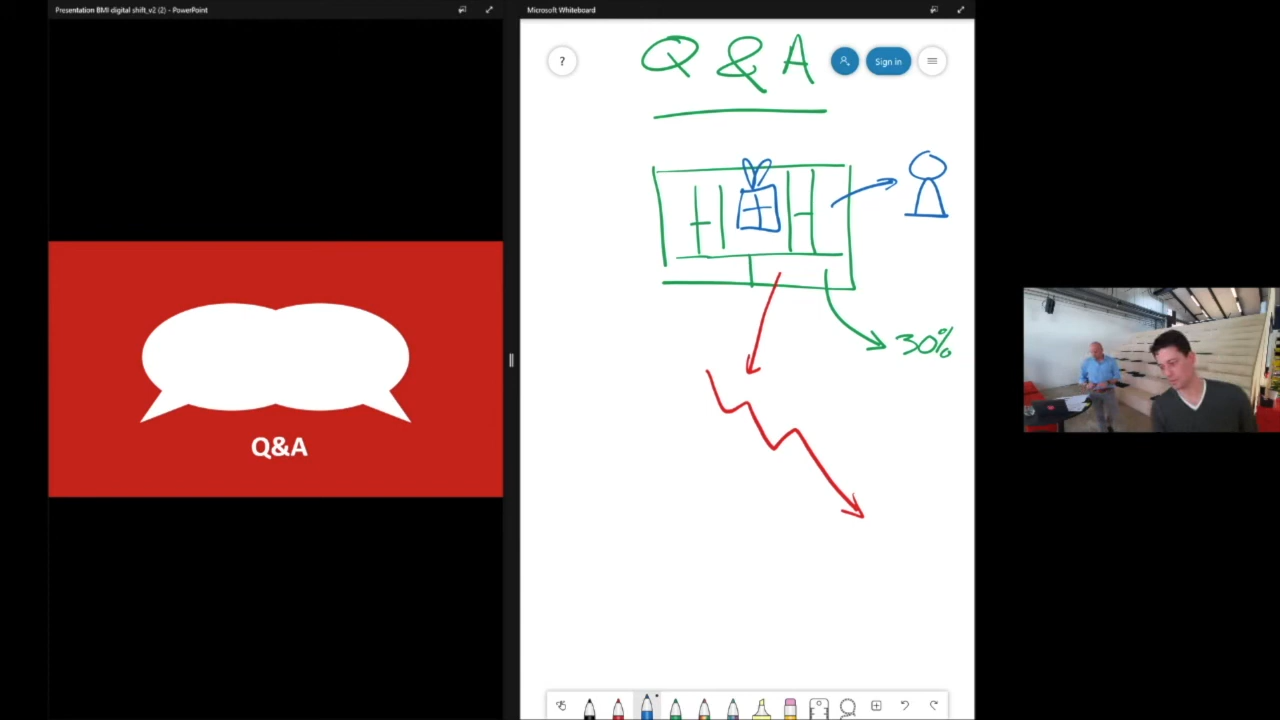 Presentation BMI digital shift_v2 (2) - PowerPoint
Microsoft Whiteboard
?
Sign in
Q & A
30%
Q&A